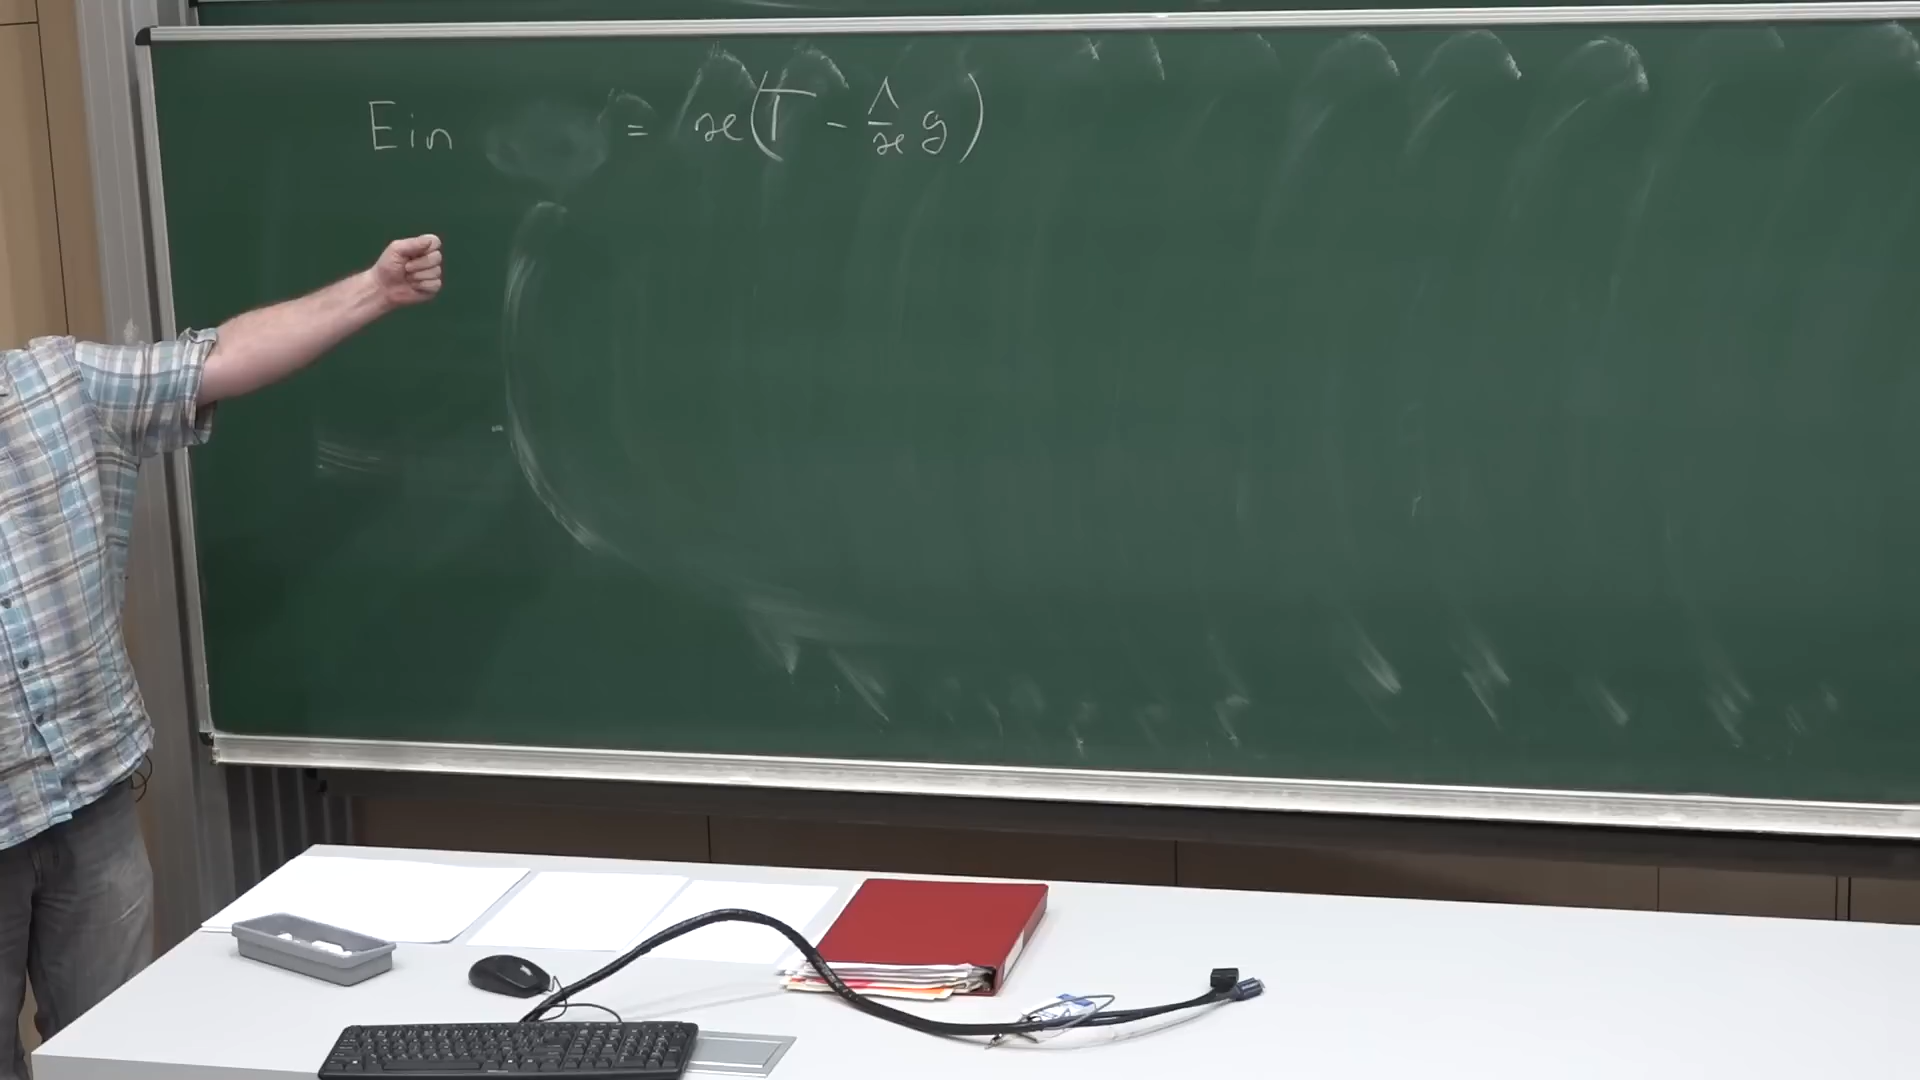 Ein = æ(T - Λ/æ g)